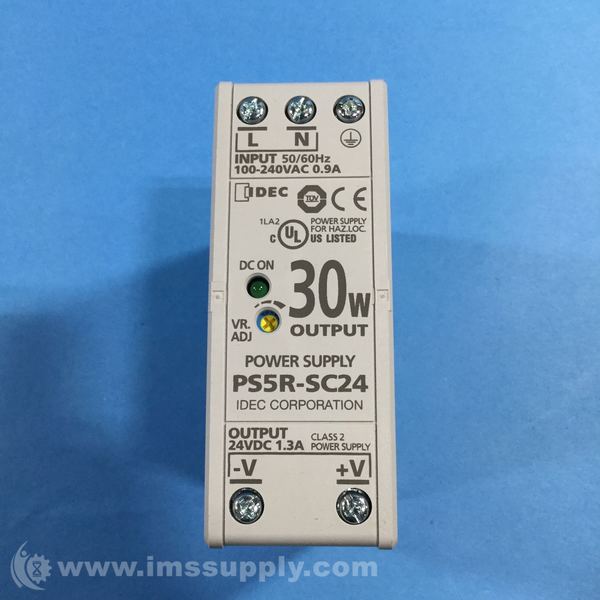 L N
INPUT 50/60Hz
100-240VAC 0.9A
IDEC TÜV CE
1LA2
C UL US LISTED
POWER SUPPLY
FOR HAZ.LOC.
DC ON
30W
OUTPUT
VR.
ADJ
POWER SUPPLY
PS5R-SC24
IDEC CORPORATION
OUTPUT
24VDC 1.3A
CLASS 2
POWER SUPPLY
-V +V
www.imssupply.com